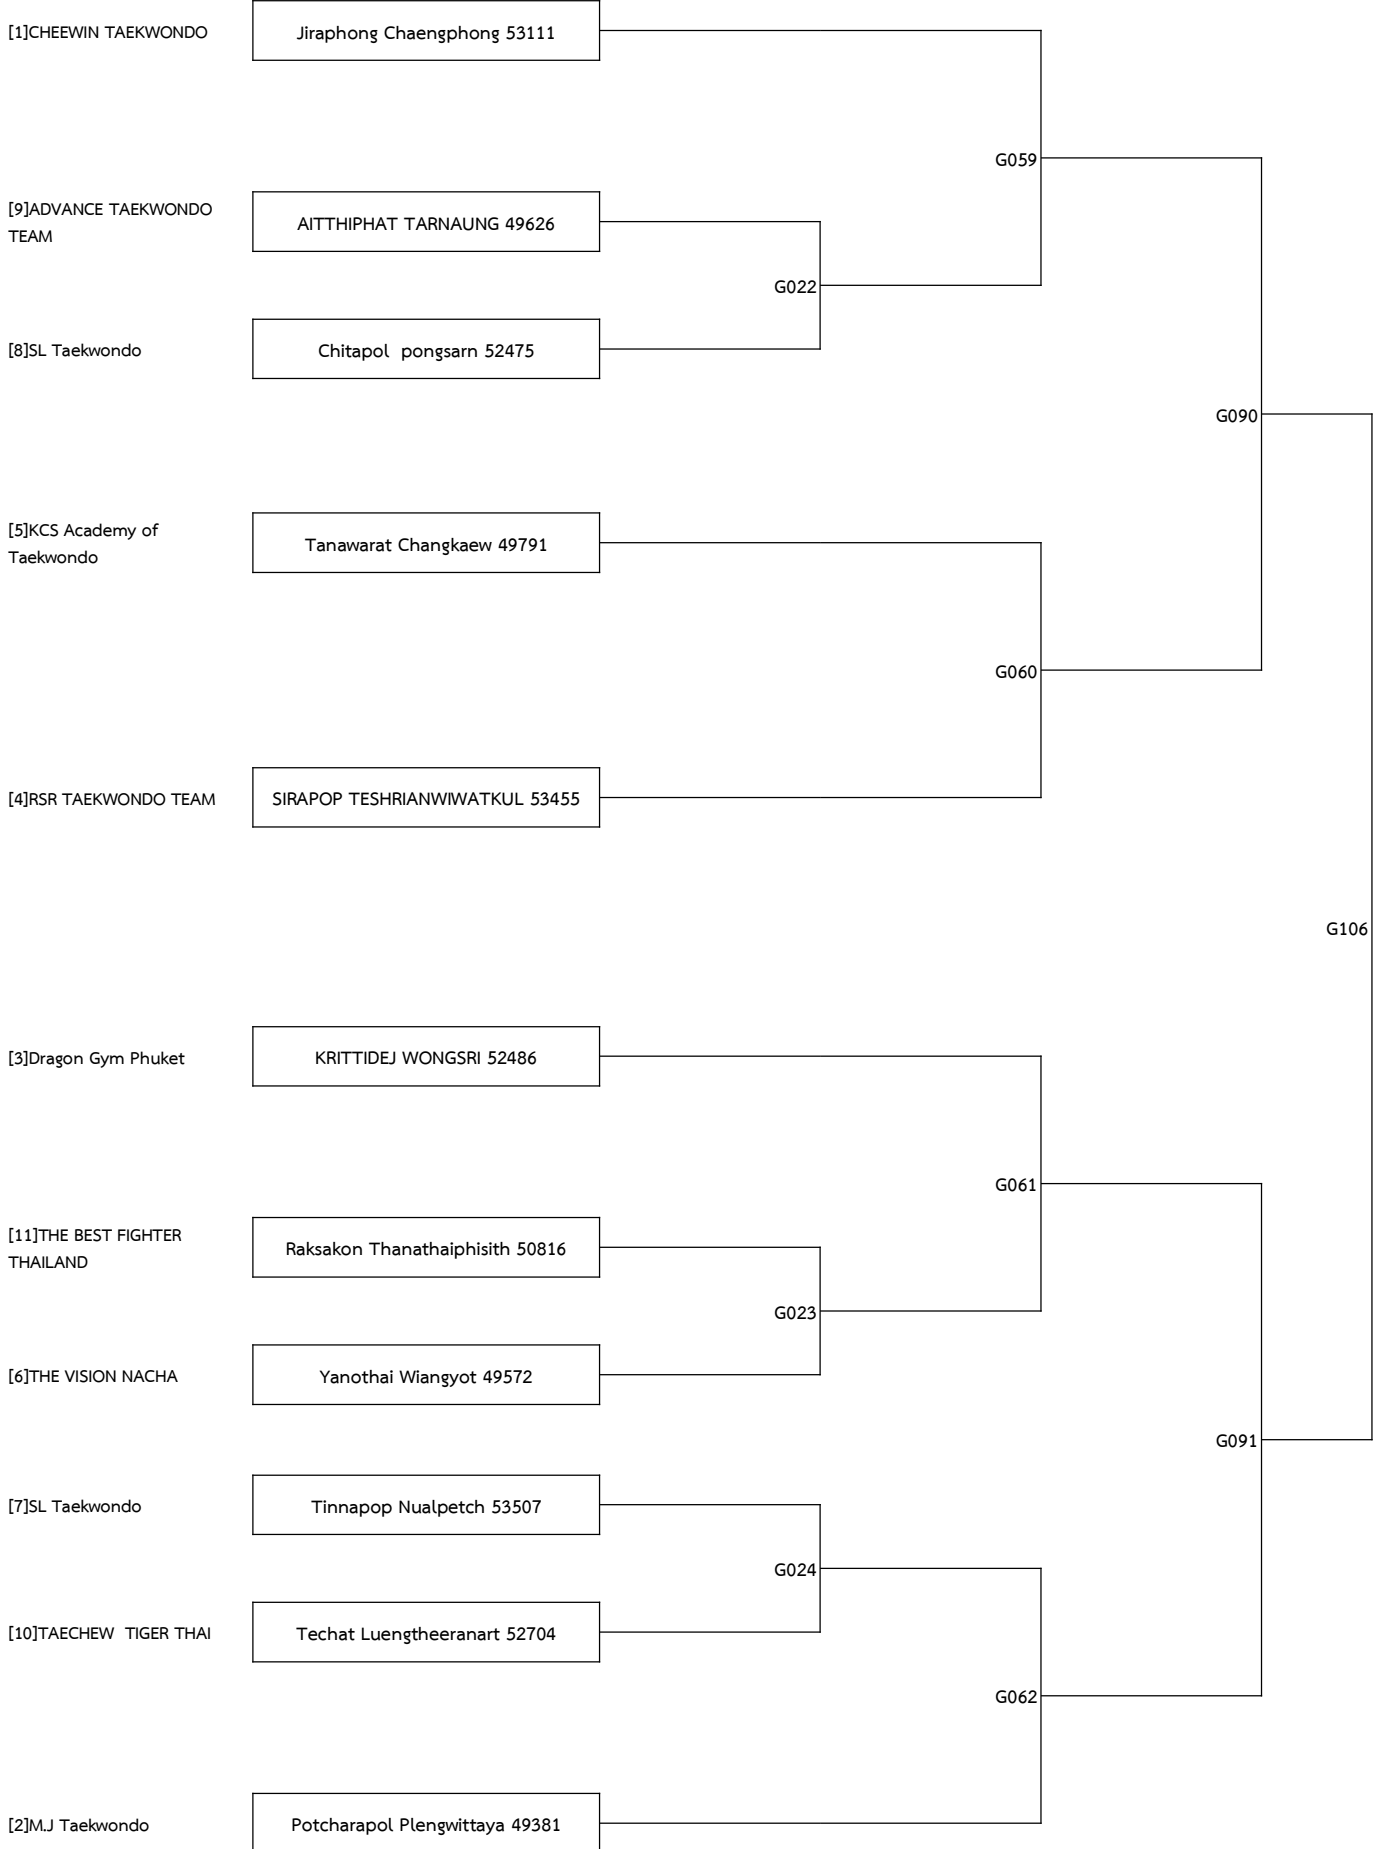 [1]CHEEWIN TAEKWONDO
Jiraphong Chaengphong 53111
G059
[9]ADVANCE TAEKWONDO
TEAM
AITTHIPHAT TARNAUNG 49626
G022
[8]SL Taekwondo
Chitapol  pongsarn 52475
G090
[5]KCS Academy of
Taekwondo
Tanawarat Changkaew 49791
G060
[4]RSR TAEKWONDO TEAM
SIRAPOP TESHRIANWIWATKUL 53455
G106
[3]Dragon Gym Phuket
KRITTIDEJ WONGSRI 52486
G061
[11]THE BEST FIGHTER
THAILAND
Raksakon Thanathaiphisith 50816
G023
[6]THE VISION NACHA
Yanothai Wiangyot 49572
G091
[7]SL Taekwondo
Tinnapop Nualpetch 53507
G024
[10]TAECHEW  TIGER THAI
Techat Luengtheeranart 52704
G062
[2]M.J Taekwondo
Potcharapol Plengwittaya 49381